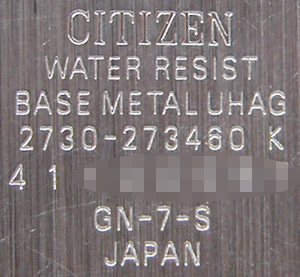 CITIZEN
WATER RESIST
BASE METAL UHAG
2730-273460 K
4 1
GN-7-S
JAPAN